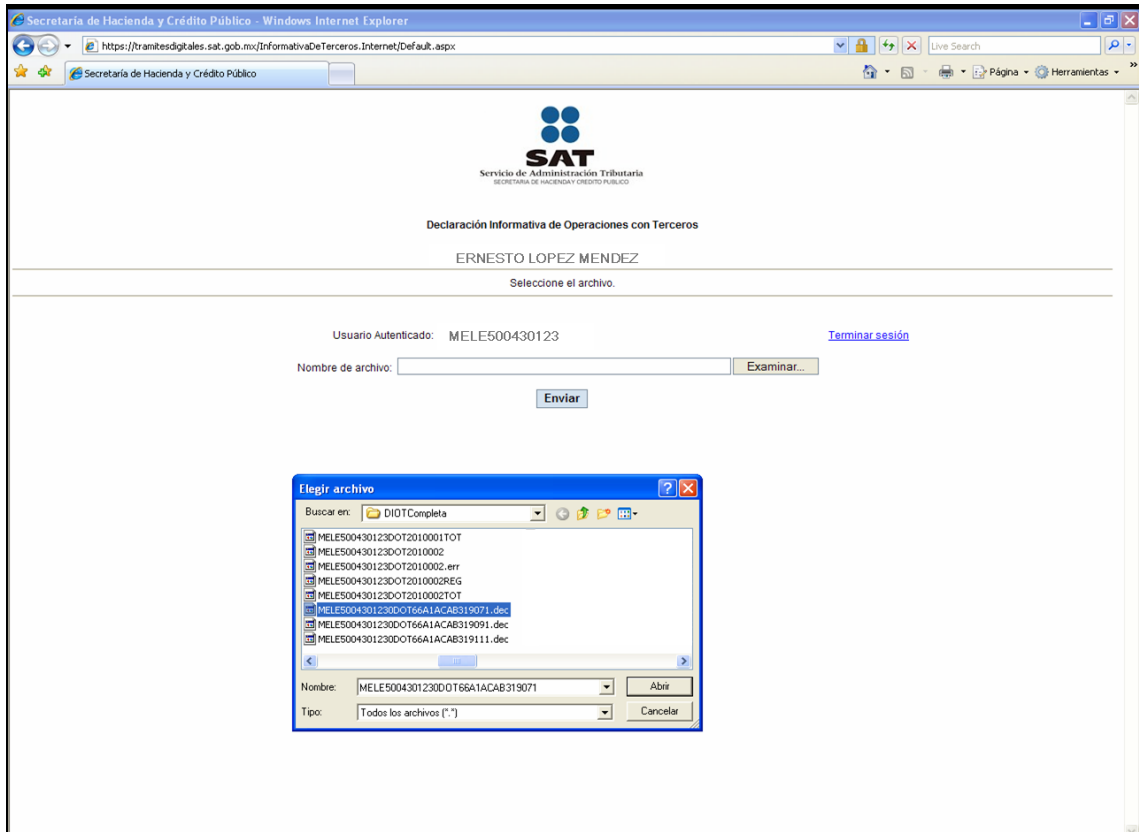 Secretaría de Hacienda y Crédito Público - Windows Internet Explorer
https://tramitesdigitales.sat.gob.mx/InformativaDeTerceros.Internet/Default.aspx
Live Search
Secretaría de Hacienda y Crédito Público
Página
Herramientas
SAT
Servicio de Administración Tributaria
SECRETARIA DE HACIENDA Y CREDITO PUBLICO
Declaración Informativa de Operaciones con Terceros
ERNESTO LOPEZ MENDEZ
Seleccione el archivo.
Usuario Autenticado: MELE500430123 Terminar sesión
Nombre de archivo: Examinar...
Enviar
Elegir archivo
Buscar en: DIOTCompleta
MELE500430123DOT2010001TOT
MELE500430123DOT2010002
MELE500430123DOT2010002.err
MELE500430123DOT2010002REG
MELE500430123DOT2010002TOT
MELE5004301230DOT66A1ACAB319071.dec
MELE5004301230DOT66A1ACAB319091.dec
MELE5004301230DOT66A1ACAB319111.dec
Nombre: MELE5004301230DOT66A1ACAB319071 Abrir
Tipo: Todos los archivos (*.*) Cancelar